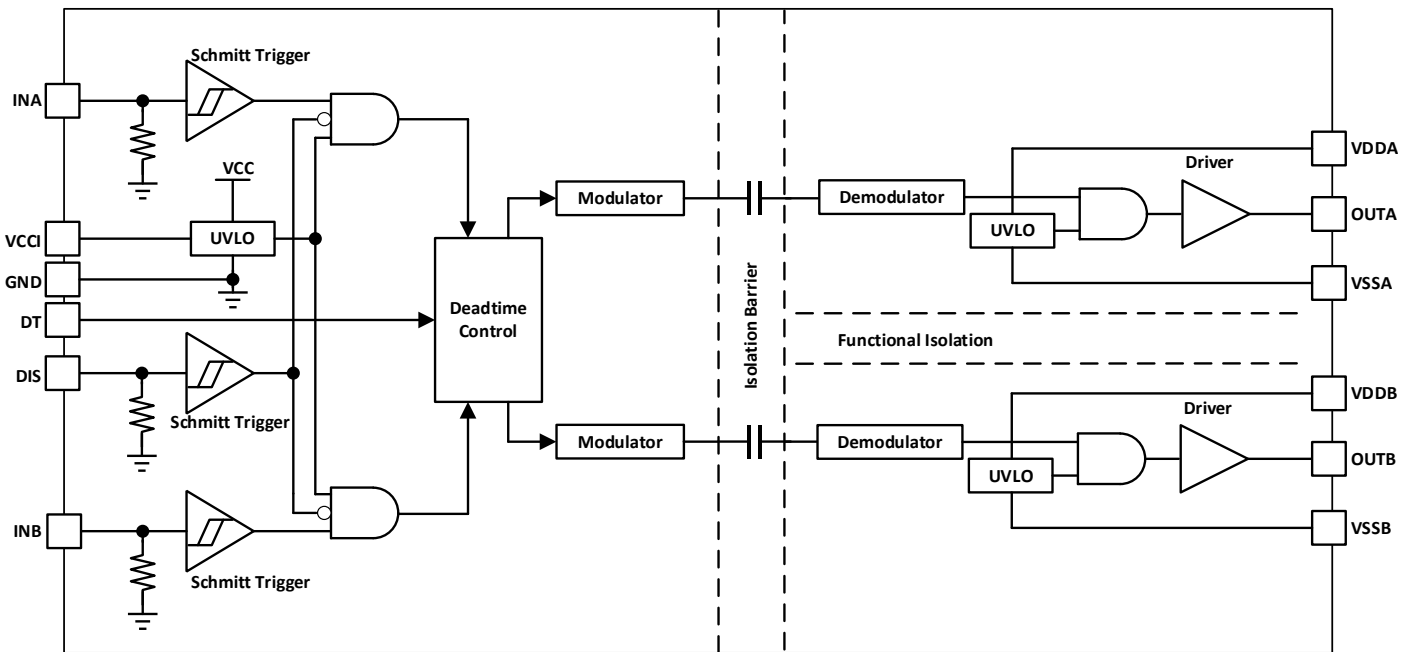 Schmitt Trigger
INA
VCC
VCCI
UVLO
GND
DT
DIS
Schmitt Trigger
INB
Schmitt Trigger
Deadtime
Control
Modulator
Modulator
Isolation Barrier
Demodulator
UVLO
Driver
VDDA
OUTA
VSSA
Functional Isolation
Demodulator
UVLO
Driver
VDDB
OUTB
VSSB